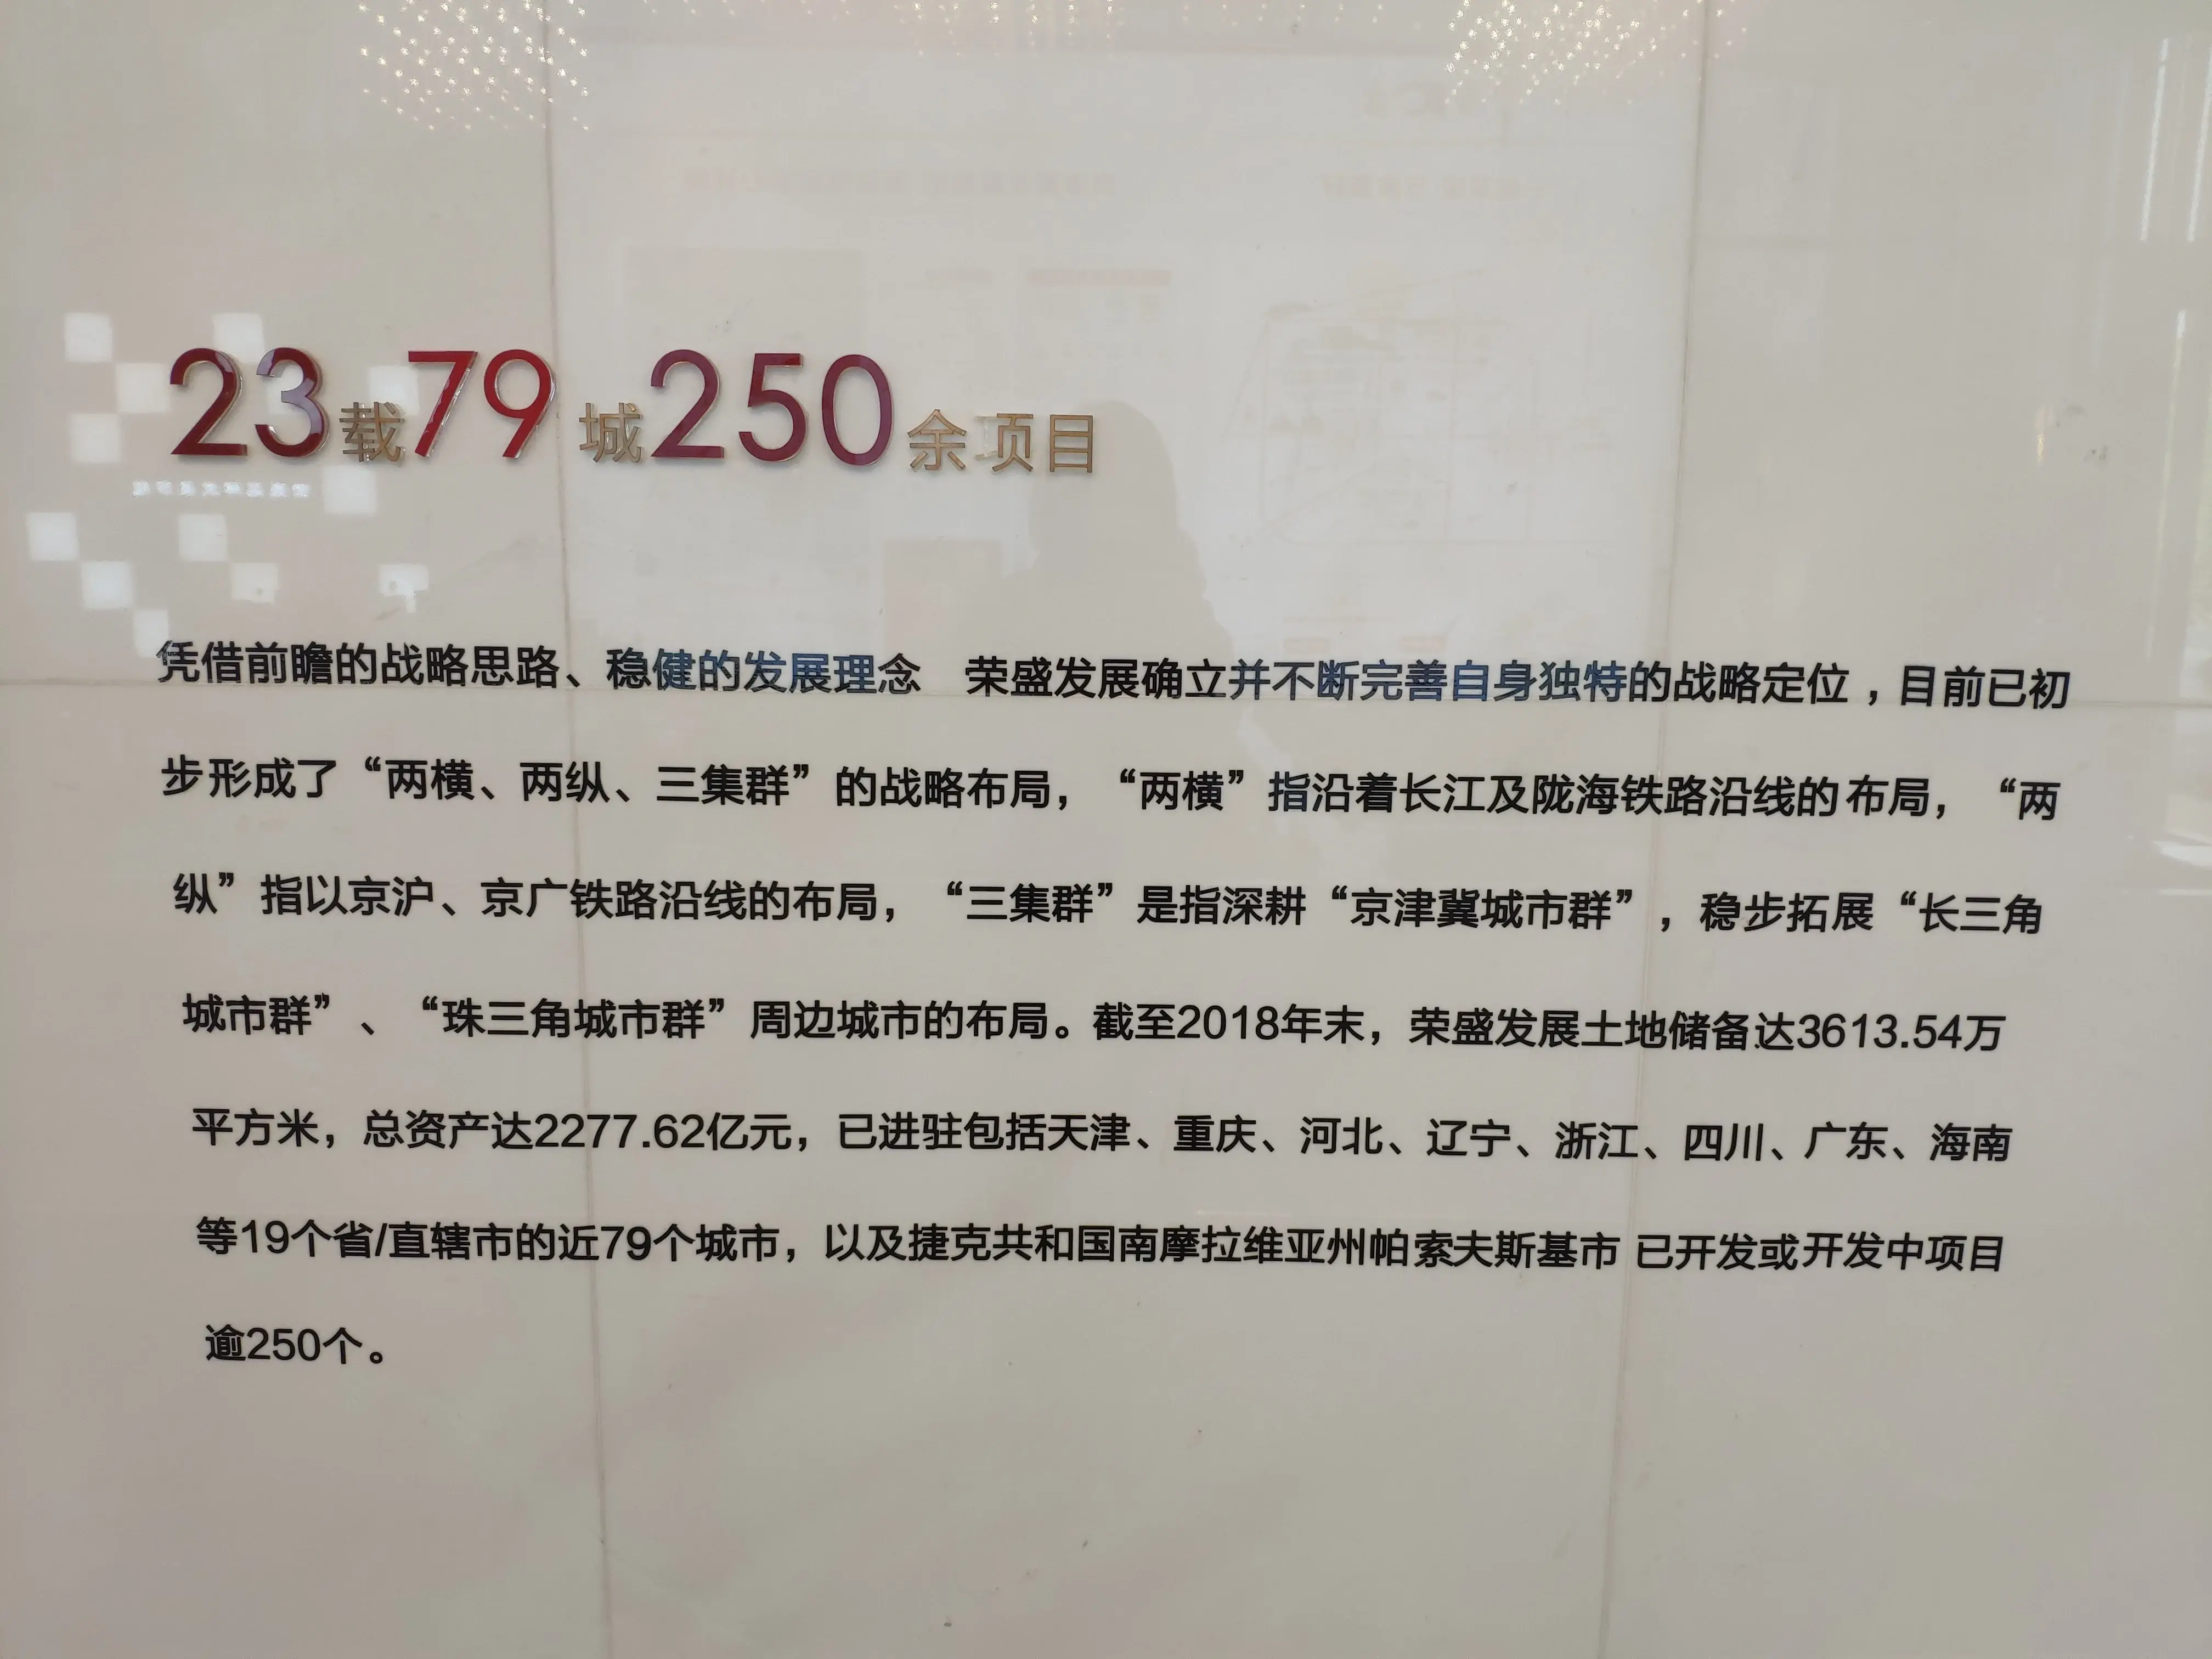 23载79城250余项目
凭借前瞻的战略思路、稳健的发展理念 荣盛发展确立并不断完善自身独特的战略定位，目前已初
步形成了“两横、两纵、三集群”的战略布局，“两横”指沿着长江及陇海铁路沿线的布局，“两
纵”指以京沪、京广铁路沿线的布局，“三集群”是指深耕“京津冀城市群”，稳步拓展“长三角
城市群”、“珠三角城市群”周边城市的布局。截至2018年末，荣盛发展土地储备达3613.54万
平方米，总资产达2277.62亿元，已进驻包括天津、重庆、河北、辽宁、浙江、四川、广东、海南
等19个省/直辖市的近79个城市，以及捷克共和国南摩拉维亚州帕索夫斯基市 已开发或开发中项目
逾250个。